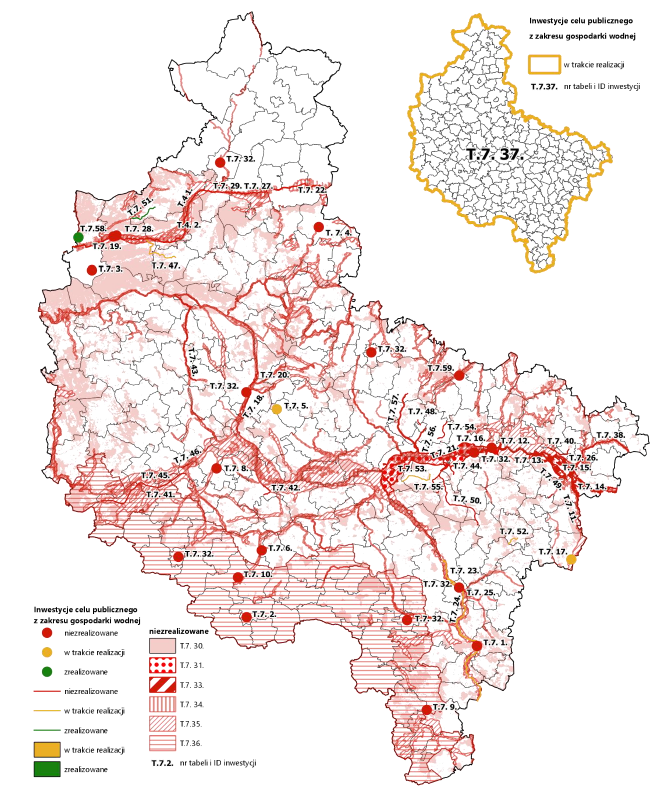 Inwestycje celu publicznego
z zakresu gospodarki wodnej
w trakcie realizacji
T.7.37. nr tabeli i ID inwestycji
T.7. 37.
T.7. 32.
T.7. 29. T.7. 27.
T.7. 22.
T.4 1.
T.7. 51.
T.4. 2.
T.7.58.
T.7. 28.
T.7. 4.
T.7. 19.
T.7. 47.
T.7. 3.
T.7. 32.
T.7. 43.
T.7.59.
T.7. 20.
T.7. 32.
T.7. 18.
T.7. 5.
T.7. 57.
T.7. 48.
T.7. 56.
T.7. 54.
T.7. 38.
T.7. 16.
T.7. 12.
T.7. 40.
T.7. 21.
T.7. 46.
T.7. 32.
T.7. 13.
T.7. 26.
T.7. 8.
T.7. 53.
T.7. 44.
T.7. 15.
T.7. 45.
T.7. 49.
T.7. 42.
T.7. 55.
T.7. 14.
T.7. 41.
T.7. 50.
T.7. 11.
T.7. 52.
T.7. 32.
T.7. 6.
T.7. 17.
T.7. 10.
T.7. 23.
T.7. 32.
T.7. 25.
T.7. 24.
T.7. 2.
T.7. 32.
T.7. 1.
T.7. 9.
Inwestycje celu publicznego
z zakresu gospodarki wodnej
niezrealizowane
w trakcie realizacji
zrealizowane
niezrealizowane
w trakcie realizacji
zrealizowane
w trakcie realizacji
zrealizowane
niezrealizowane
T.7. 30.
T.7. 31.
T.7. 33.
T.7. 34.
T.7.35.
T.7.36.
T.7.2. nr tabeli i ID inwestycji